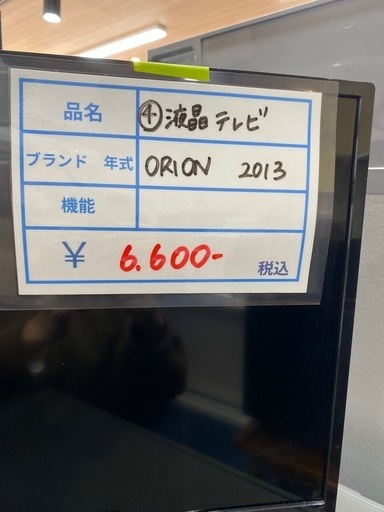 品名 ④液晶テレビ
ブランド 年式 ORION 2013
機能
¥ 6.600- 税込